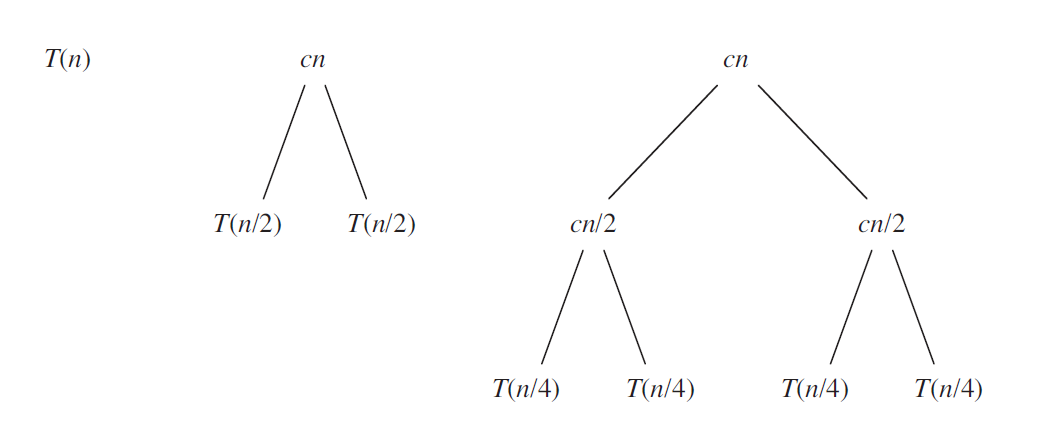 T(n) cn cn
T(n/2) T(n/2) cn/2 cn/2
T(n/4) T(n/4) T(n/4) T(n/4)